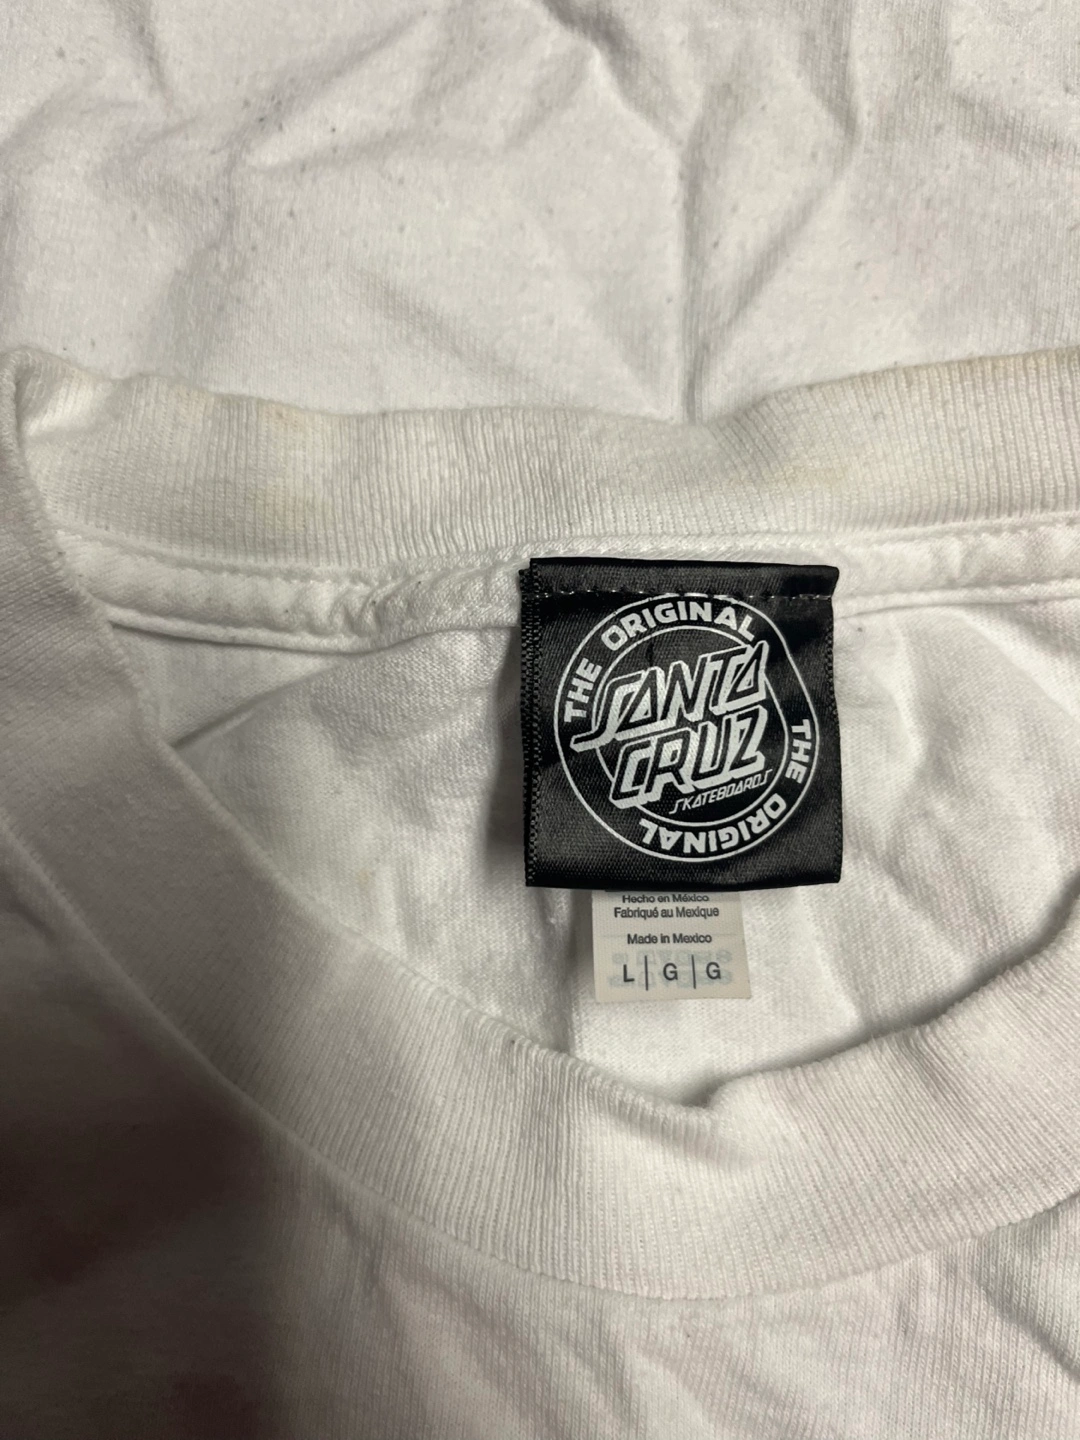 THE ORIGINAL
SANTA
CRUZ
SKATEBOARDS
THE ORIGINAL
Hecho en México
Fabriqué au Mexique
Made in Mexico
L | G | G